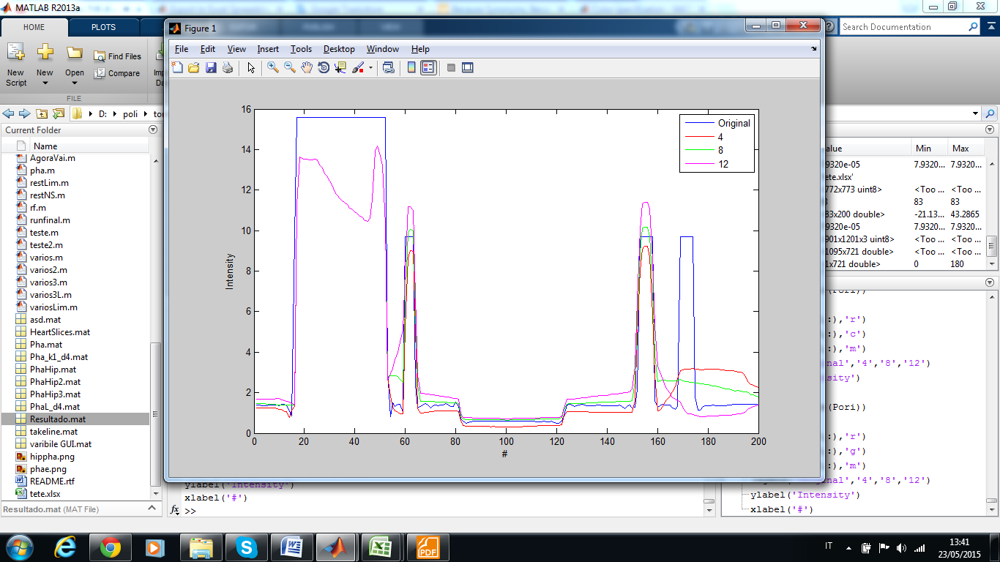 MATLAB R2013a
HOME
PLOTS
Search Documentation
New
Script
New
Open
Find Files
Compare
FILE
D:
poli
Current Folder
Name
AgoraVai.m
pha.m
restLim.m
restNS.m
rf.m
runfinal.m
teste.m
teste2.m
varios.m
varios2.m
varios3.m
varios3L.m
variosLim.m
asd.mat
HeartSlices.mat
Pha.mat
Pha_k1_d4.mat
PhaHip.mat
PhaHip2.mat
PhaHip3.mat
PhaL_d4.mat
Resultado.mat
takeline.mat
varibile GUI.mat
hippha.png
phae.png
README.rtf
tete.xlsx
Resultado.mat (MAT File)
Figure 1
File Edit View Insert Tools Desktop Window Help
16
14
12
10
8
6
4
2
0
Intensity
0 20 40 60 80 100 120 140 160 180 200
#
Original
4
8
12
alue Min Max
9320e-05 7.9320... 7.9320...
ete.xlsx'
772x773 uint8> <Too ... <Too ...
83 83
83x200 double> -21.13... 43.2865
9320e-05 7.9320... 7.9320...
901x1201x3 uint8> <Too ... <Too ...
1095x721 double> <Too ... <Too ...
1x721 double> 0 180
:),'r')
:),'c')
:),'m')
nal','4','8','12')
sity')
(Pori))
:),'r')
:),'g')
:),'m')
nal','4','8','12')
ylabel('Intensity')
xlabel('#')
ylabel('Intensity')
xlabel('#')
fx >>
IT
13:41
23/05/2015
PDF